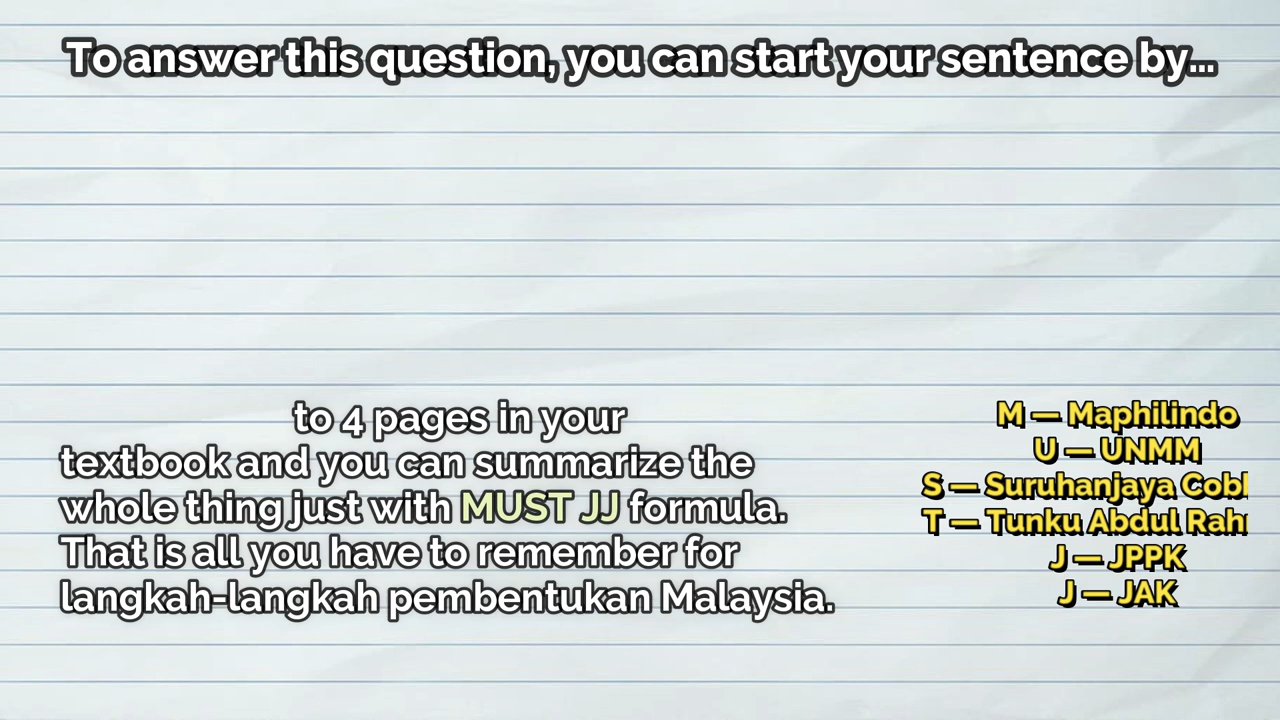 To answer this question, you can start your sentence by...
to 4 pages in your
textbook and you can summarize the
whole thing just with MUST JJ formula.
That is all you have to remember for
langkah-langkah pembentukan Malaysia.
M — Maphilindo
U — UNMM
S — Suruhanjaya
T — Tunku Abdul
J — JPPK
J — JAK